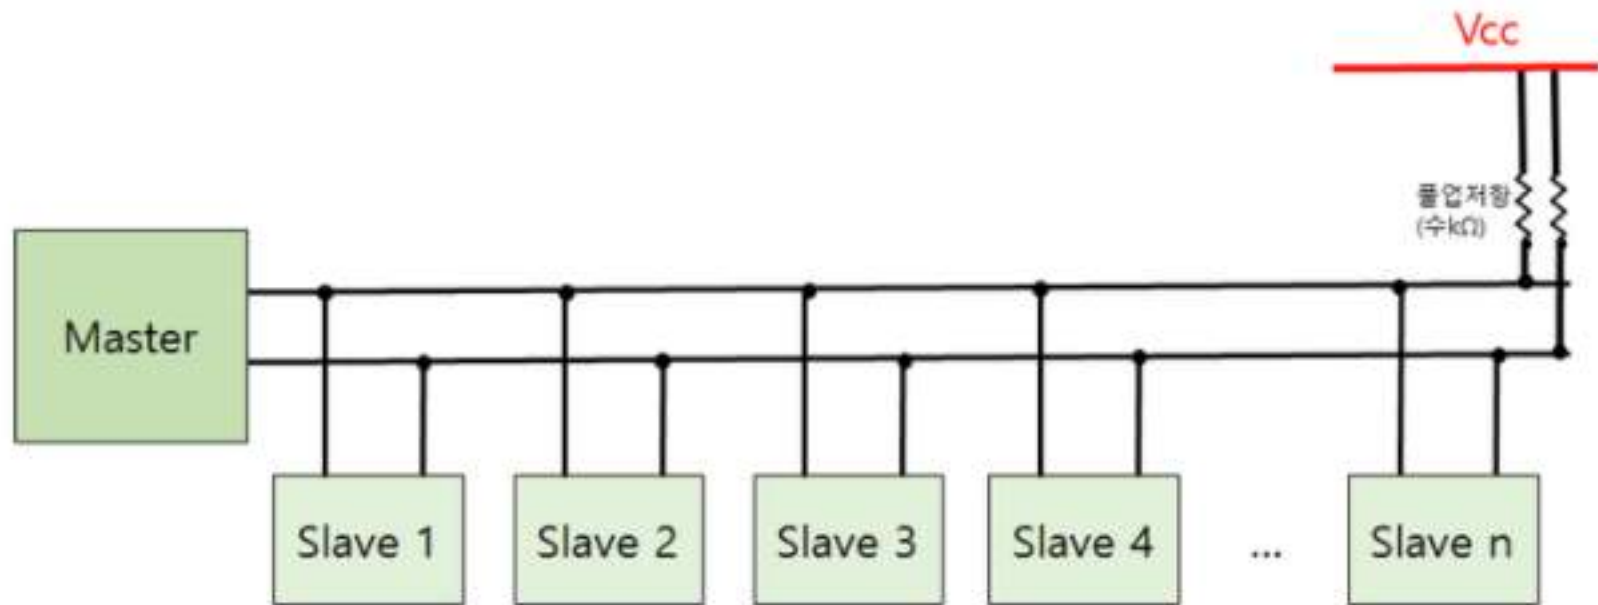 Vcc
풀업저항
(수kΩ)
Master
Slave 1
Slave 2
Slave 3
Slave 4
...
Slave n